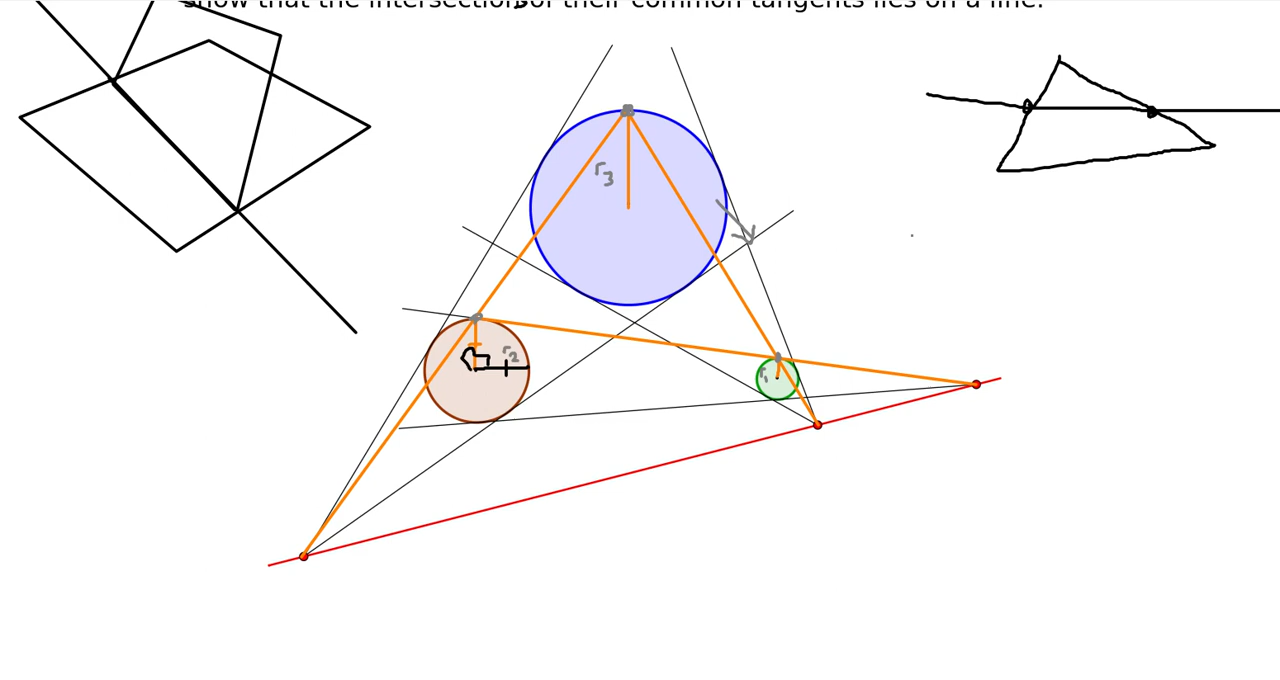 show that the intersections of their common tangents lies on a line.
r3
r2
r1